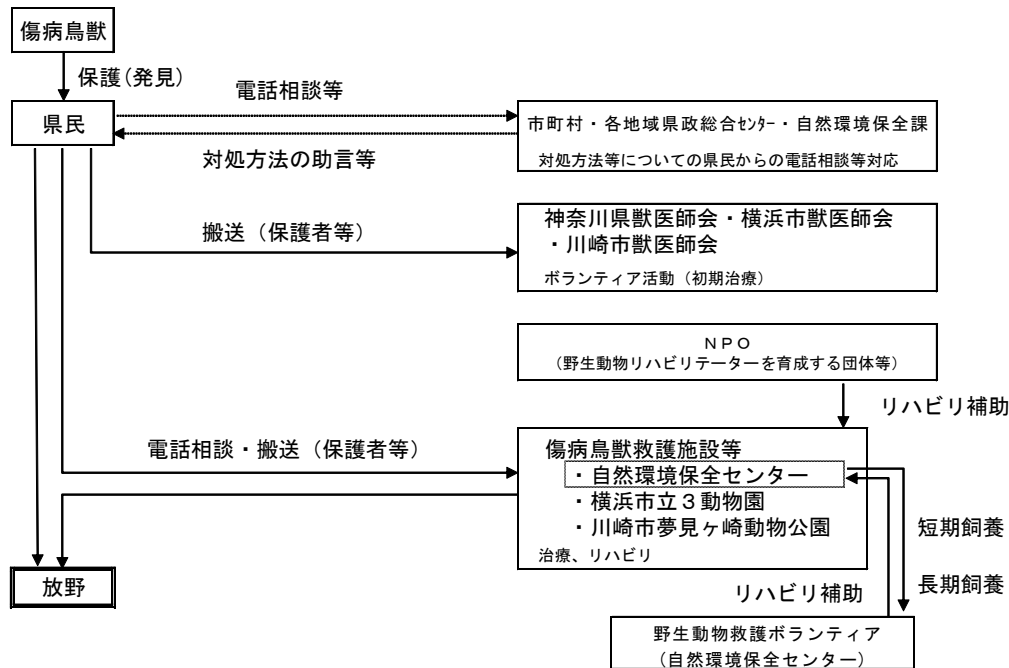 傷病鳥獣
保護(発見)
県民
電話相談等
対処方法の助言等
市町村・各地域県政総合ｾﾝﾀｰ・自然環境保全課
対処方法等についての県民からの電話相談等対応
搬送（保護者等）
神奈川県獣医師会・横浜市獣医師会
・川崎市獣医師会
ボランティア活動（初期治療）
ＮＰＯ
（野生動物リハビリテーターを育成する団体等）
リハビリ補助
電話相談・搬送（保護者等）
傷病鳥獣救護施設等
・自然環境保全センター
・横浜市立３動物園
・川崎市夢見ヶ崎動物公園
治療、リハビリ
短期飼養
長期飼養
リハビリ補助
放野
野生動物救護ボランティア
（自然環境保全センター）